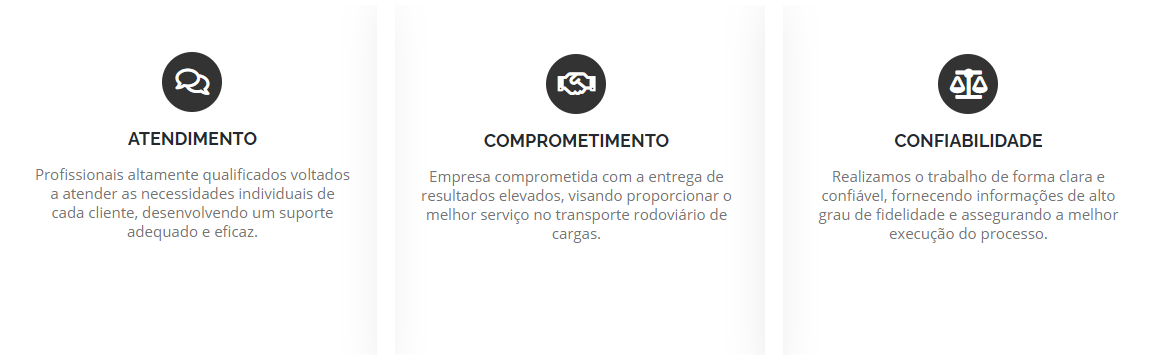 ATENDIMENTO
Profissionais altamente qualificados voltados
a atender as necessidades individuais de
cada cliente, desenvolvendo um suporte
adequado e eficaz.
COMPROMETIMENTO
Empresa comprometida com a entrega de
resultados elevados, visando proporcionar o
melhor serviço no transporte rodoviário de
cargas.
CONFIABILIDADE
Realizamos o trabalho de forma clara e
confiável, fornecendo informações de alto
grau de fidelidade e assegurando a melhor
execução do processo.